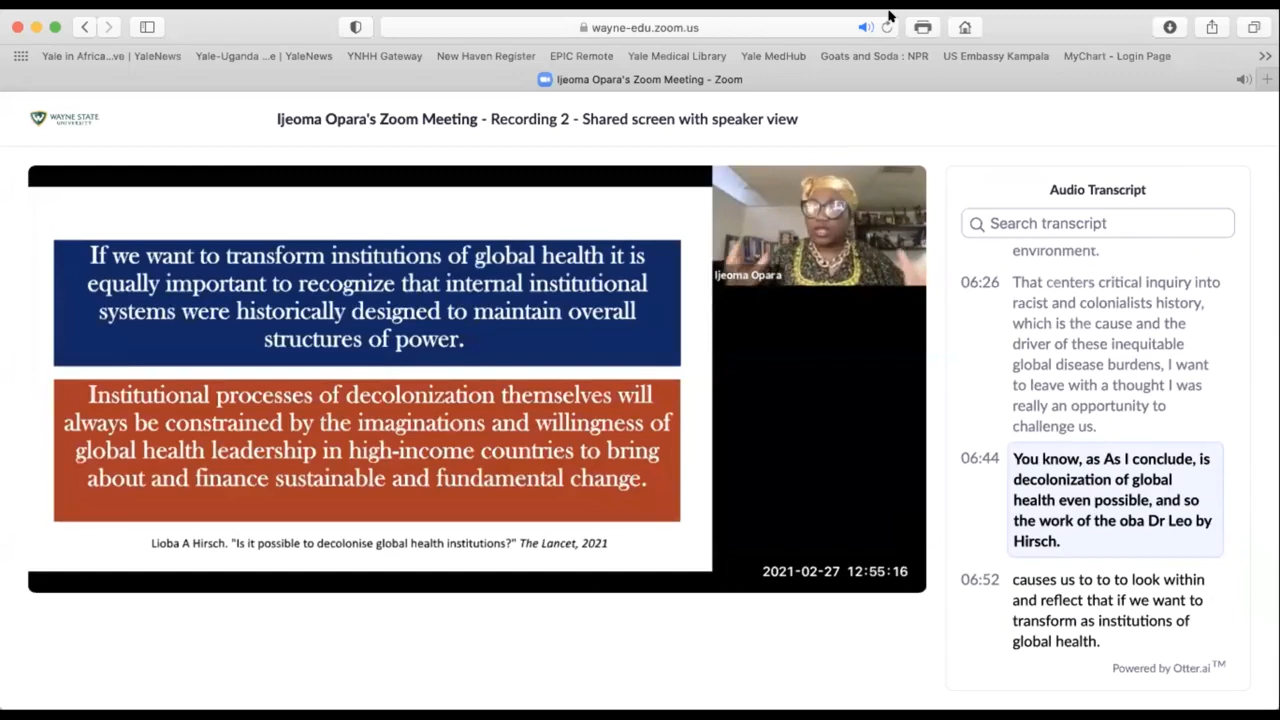 wayne-edu.zoom.us
Yale in Africa...ve | YaleNews
Yale-Uganda ...e | YaleNews
YNHH Gateway
New Haven Register
EPIC Remote
Yale Medical Library
Yale MedHub
Goats and Soda : NPR
US Embassy Kampala
MyChart - Login Page
Ijeoma Opara's Zoom Meeting - Zoom
WAYNE STATE
UNIVERSITY
Ijeoma Opara's Zoom Meeting - Recording 2 - Shared screen with speaker view
If we want to transform institutions of global health it is
equally important to recognize that internal institutional
systems were historically designed to maintain overall
structures of power.
Institutional processes of decolonization themselves will
always be constrained by the imaginations and willingness of
global health leadership in high-income countries to bring
about and finance sustainable and fundamental change.
Lioba A Hirsch. "Is it possible to decolonise global health institutions?" The Lancet, 2021
Ijeoma Opara
2021-02-27 12:55:16
Audio Transcript
Search transcript
environment.
06:26
That centers critical inquiry into
racist and colonialists history,
which is the cause and the
driver of these inequitable
global disease burdens, I want
to leave with a thought I was
really an opportunity to
challenge us.
06:44
You know, as As I conclude, is
decolonization of global
health even possible, and so
the work of the oba Dr Leo by
Hirsch.
06:52
causes us to to to look within
and reflect that if we want to
transform as institutions of
global health.
Powered by Otter.ai™